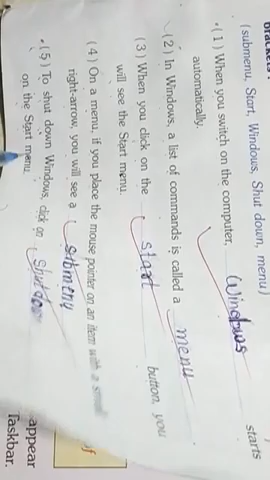 brackets :
(submenu, Start, Windows, Shut down, menu)
(1) When you switch on the computer, Windows starts
automatically.
(2) In Windows, a list of commands is called a menu
(3) When you click on the start button, you
will see the Start menu.
(4) On a menu, if you place the mouse pointer on an item with a small
right-arrow, you will see a submenu
(5) To shut down Windows, click on Shut down
on the Start menu.
appear
Taskbar.